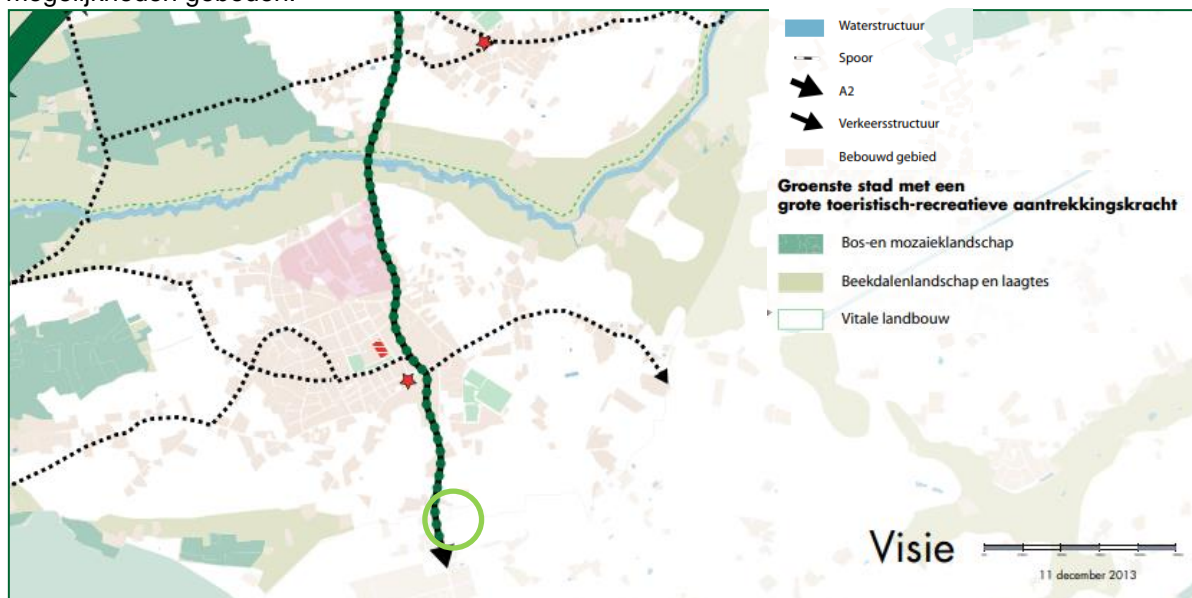 mogelijkheden geboden.
Waterstructuur
Spoor
A2
Verkeersstructuur
Bebouwd gebied
Groenste stad met een
grote toeristisch-recreatieve aantrekkingskracht
Bos-en mozaieklandschap
Beekdalenlandschap en laagtes
Vitale landbouw
Visie
11 december 2013